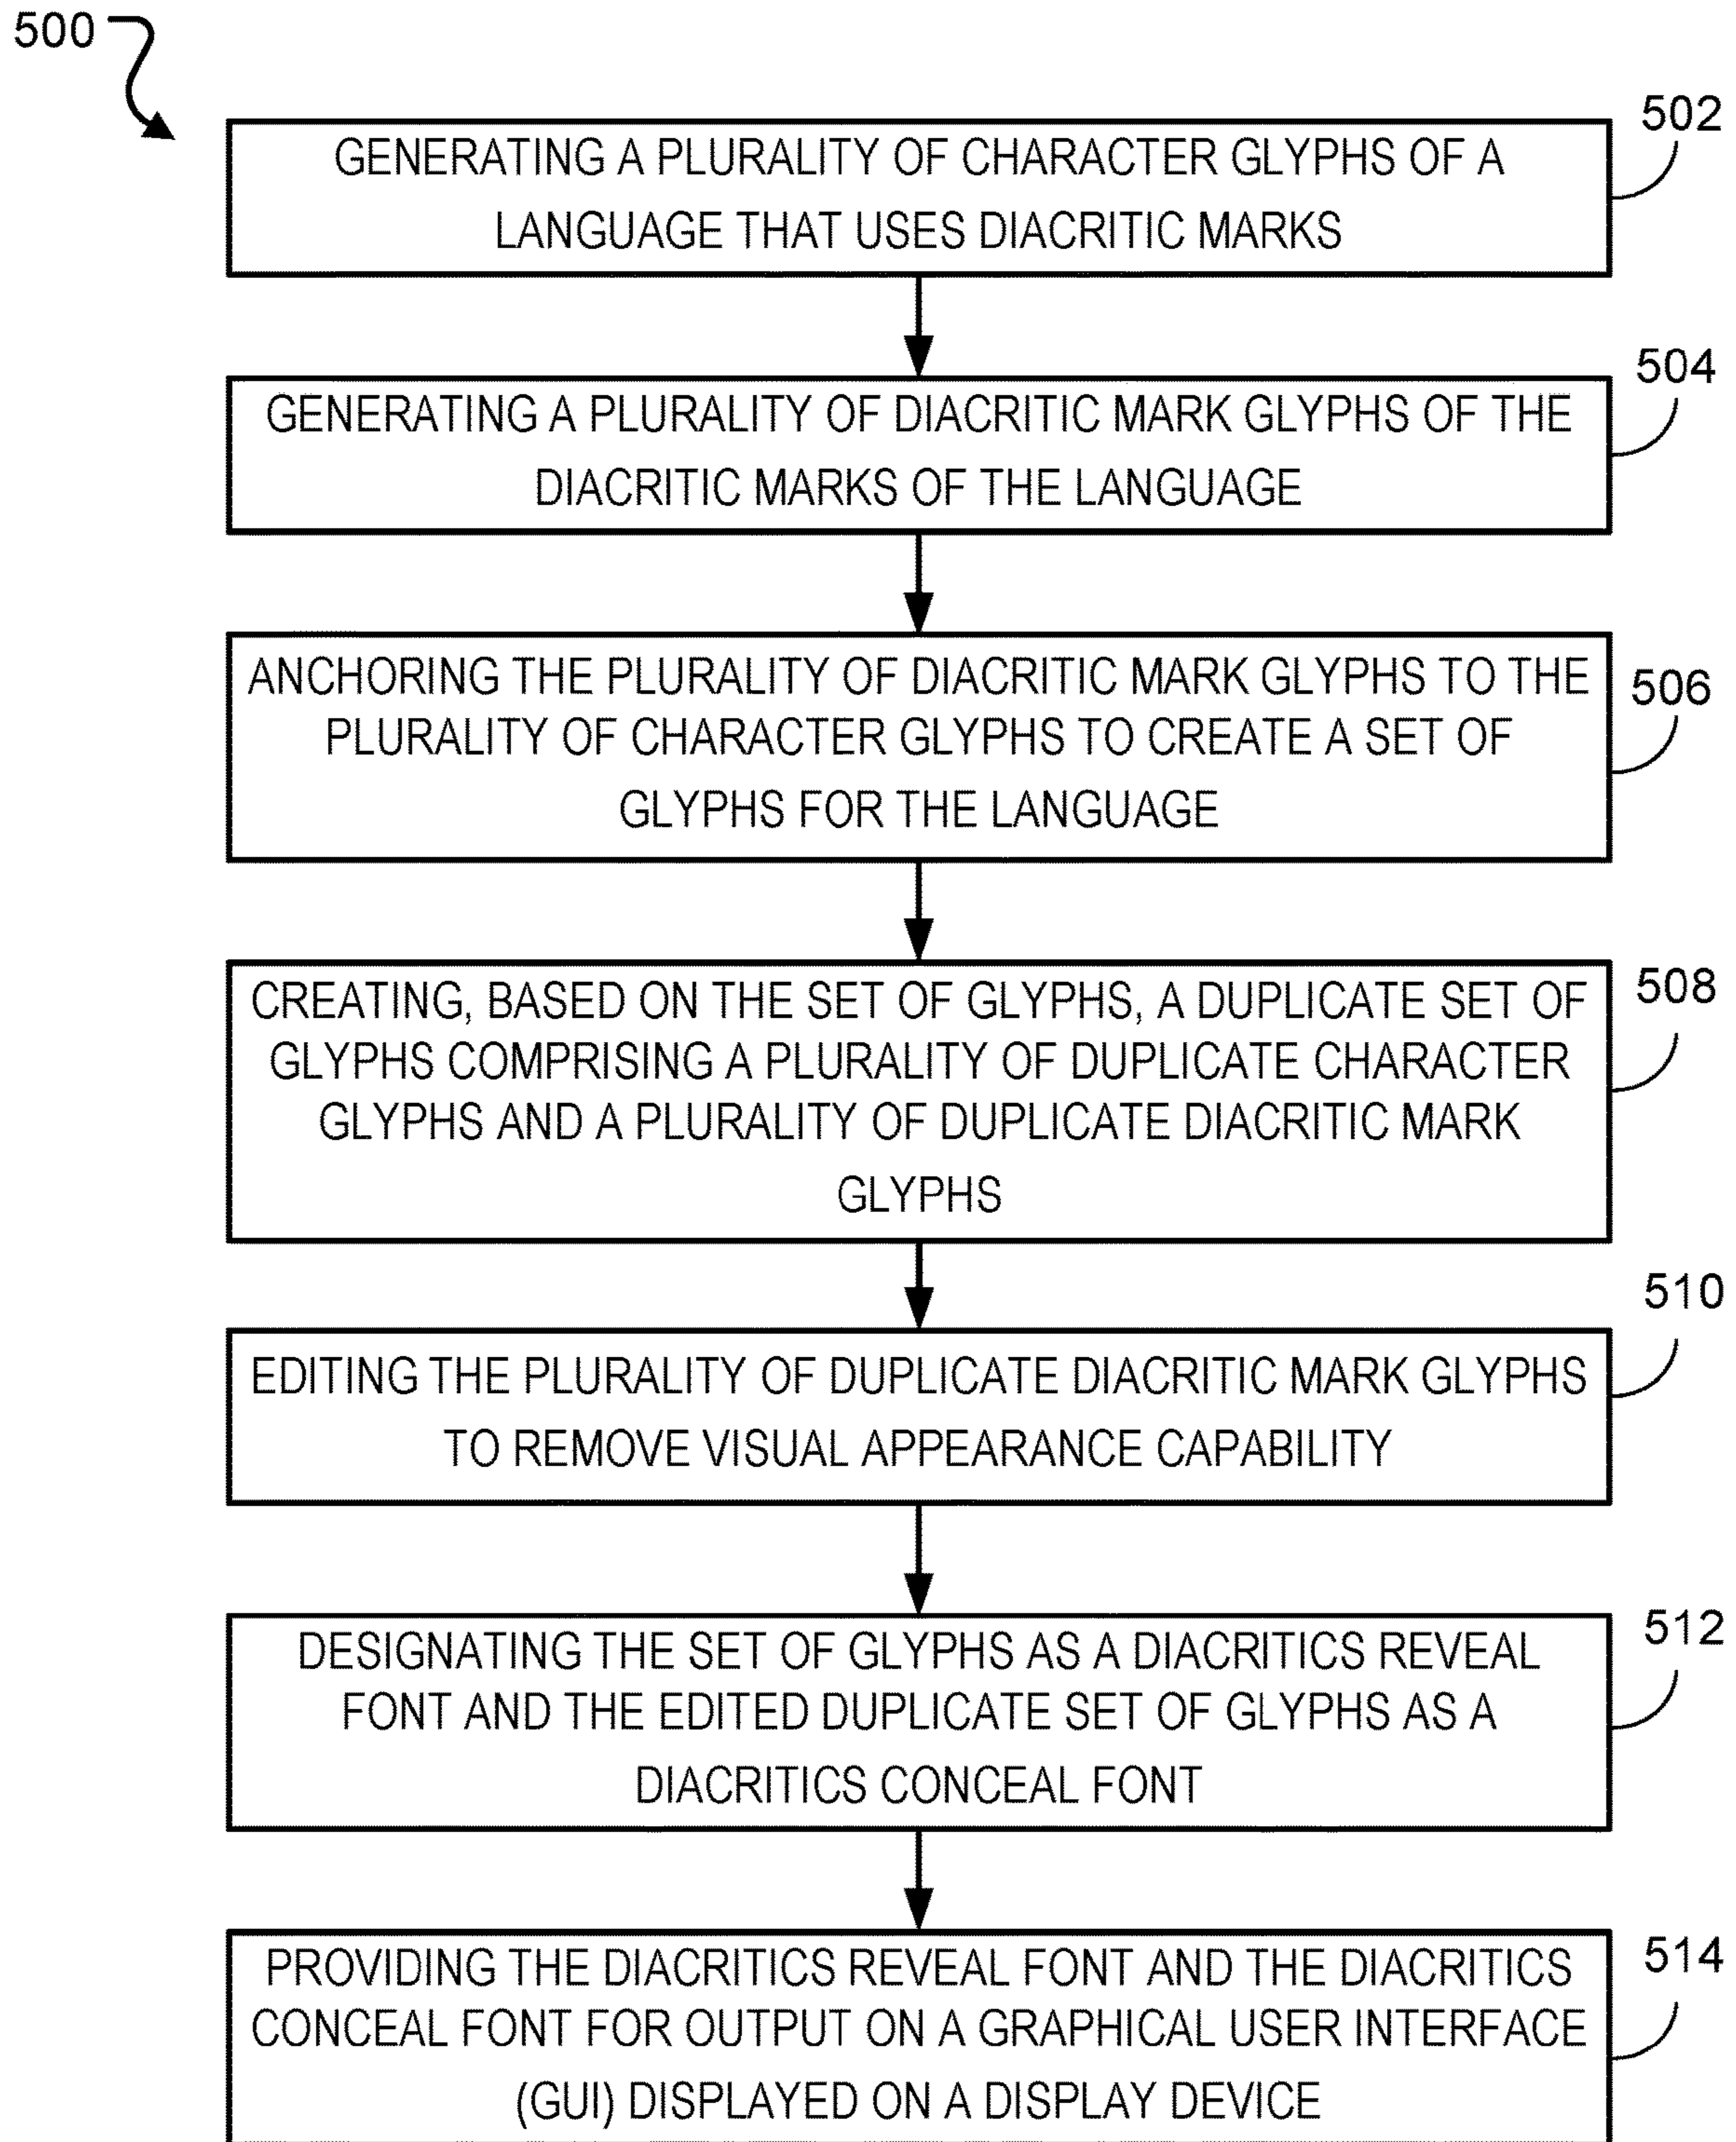 500
502
GENERATING A PLURALITY OF CHARACTER GLYPHS OF A
LANGUAGE THAT USES DIACRITIC MARKS
504
GENERATING A PLURALITY OF DIACRITIC MARK GLYPHS OF THE
DIACRITIC MARKS OF THE LANGUAGE
506
ANCHORING THE PLURALITY OF DIACRITIC MARK GLYPHS TO THE
PLURALITY OF CHARACTER GLYPHS TO CREATE A SET OF
GLYPHS FOR THE LANGUAGE
508
CREATING, BASED ON THE SET OF GLYPHS, A DUPLICATE SET OF
GLYPHS COMPRISING A PLURALITY OF DUPLICATE CHARACTER
GLYPHS AND A PLURALITY OF DUPLICATE DIACRITIC MARK
GLYPHS
510
EDITING THE PLURALITY OF DUPLICATE DIACRITIC MARK GLYPHS
TO REMOVE VISUAL APPEARANCE CAPABILITY
512
DESIGNATING THE SET OF GLYPHS AS A DIACRITICS REVEAL
FONT AND THE EDITED DUPLICATE SET OF GLYPHS AS A
DIACRITICS CONCEAL FONT
514
PROVIDING THE DIACRITICS REVEAL FONT AND THE DIACRITICS
CONCEAL FONT FOR OUTPUT ON A GRAPHICAL USER INTERFACE
(GUI) DISPLAYED ON A DISPLAY DEVICE